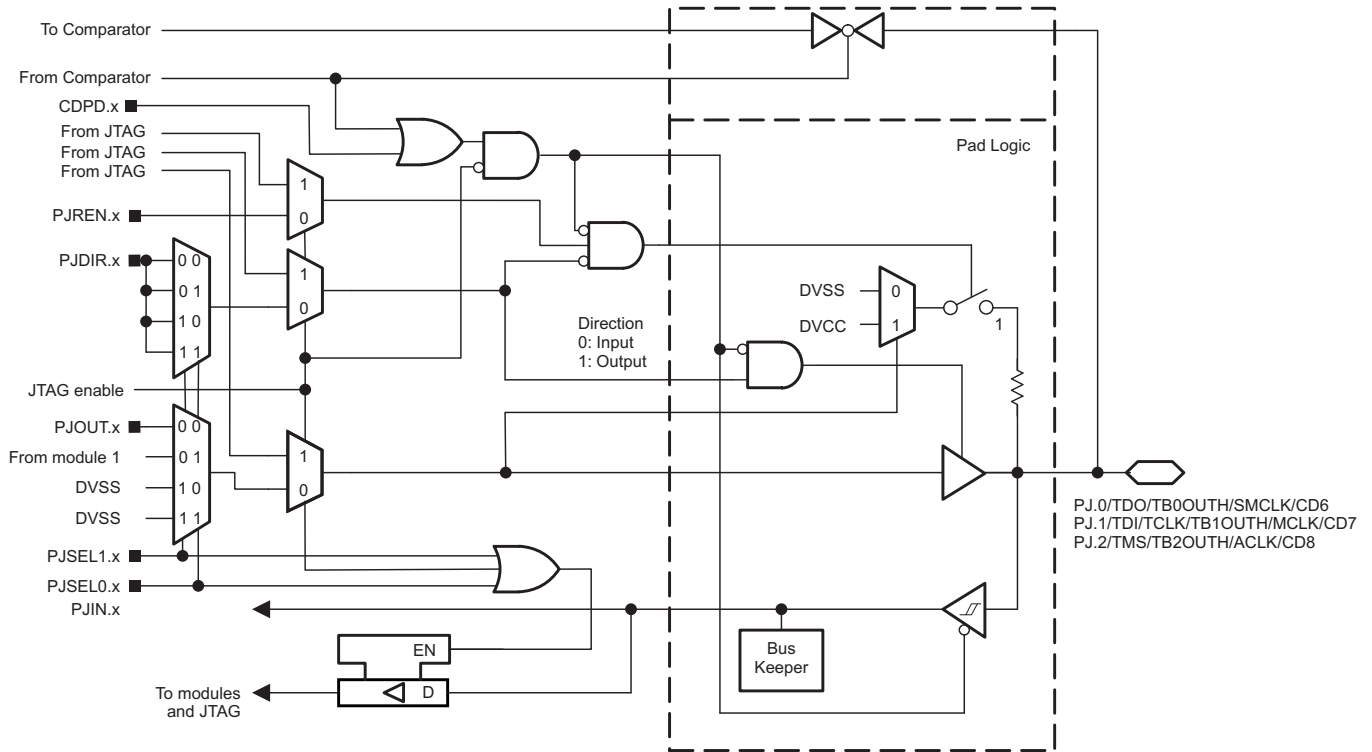 To Comparator
From Comparator
CDPD.x
From JTAG
From JTAG
From JTAG
Pad Logic
1
0
PJREN.x
PJDIR.x
0 0
0 1
1 0
1 1
1
0
DVSS
0
DVCC
1
1
Direction
0: Input
1: Output
JTAG enable
PJOUT.x
0 0
From module 1
0 1
DVSS
1 0
DVSS
1 1
1
0
PJ.0/TDO/TB0OUTH/SMCLK/CD6
PJ.1/TDI/TCLK/TB1OUTH/MCLK/CD7
PJ.2/TMS/TB2OUTH/ACLK/CD8
PJSEL1.x
PJSEL0.x
PJIN.x
Bus
Keeper
EN
D
To modules
and JTAG